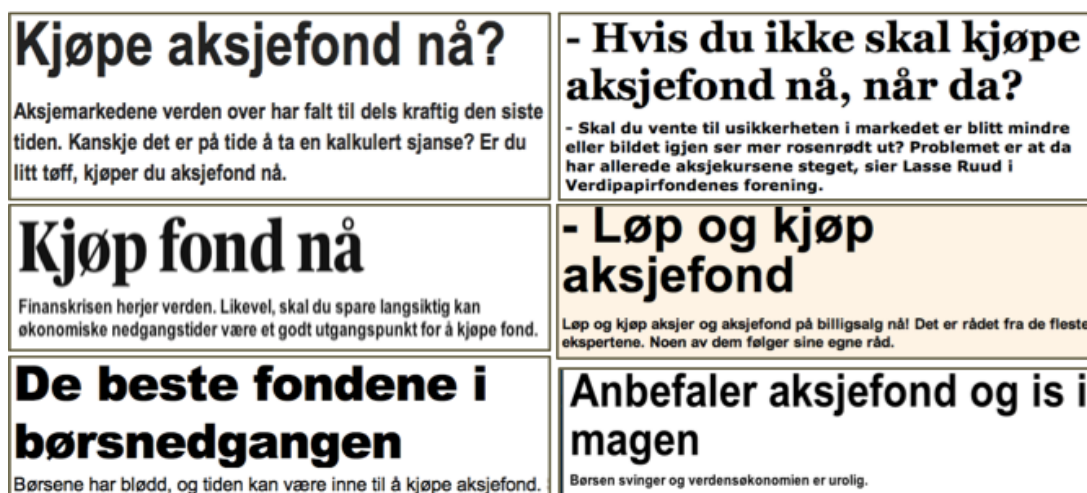 Kjøpe aksjefond nå?
Aksjemarkedene verden over har falt til dels kraftig den siste
tiden. Kanskje det er på tide å ta en kalkulert sjanse? Er du
litt tøff, kjøper du aksjefond nå.
- Hvis du ikke skal kjøpe
aksjefond nå, når da?
- Skal du vente til usikkerheten i markedet er blitt mindre
eller bildet igjen ser mer rosenrødt ut? Problemet er at da
har allerede aksjekursene steget, sier Lasse Ruud i
Verdipapirfondenes forening.
Kjøp fond nå
Finanskrisen herjer verden. Likevel, skal du spare langsiktig kan
økonomiske nedgangstider være et godt utgangspunkt for å kjøpe fond.
- Løp og kjøp
aksjefond
Løp og kjøp aksjer og aksjefond på billigsalg nå! Det er rådet fra de fleste
ekspertene. Noen av dem følger sine egne råd.
De beste fondene i
børsnedgangen
Børsene har blødd, og tiden kan være inne til å kjøpe aksjefond.
Anbefaler aksjefond og is i
magen
Børsen svinger og verdensøkonomien er urolig.